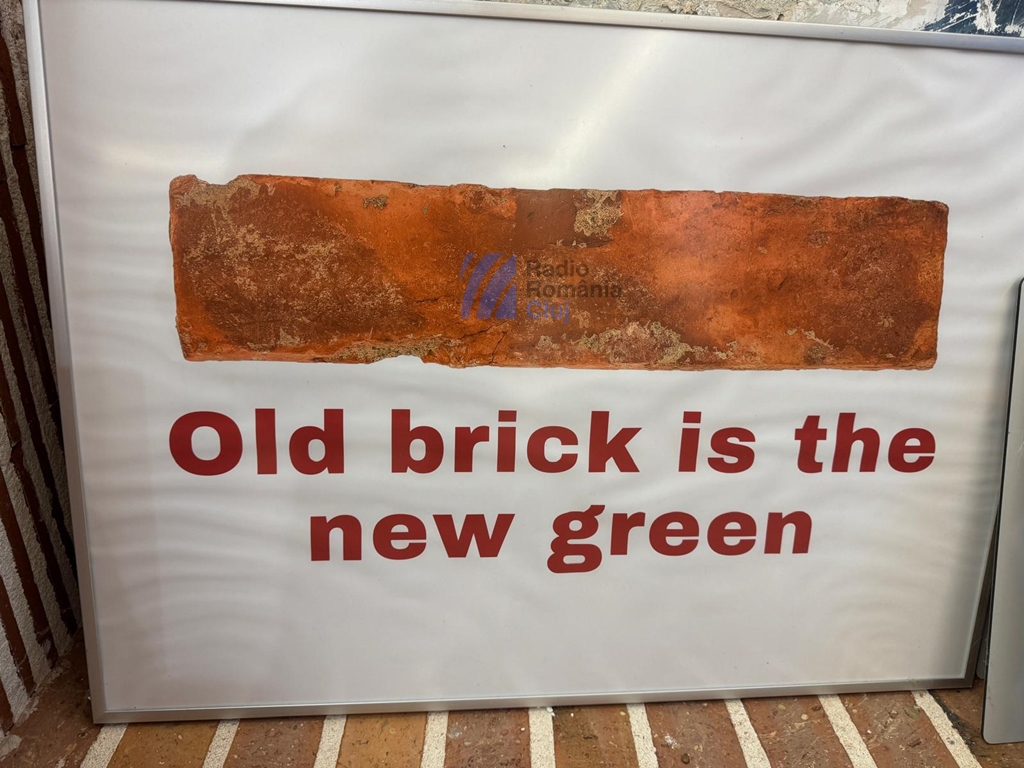 Radio
România
Cluj
Old brick is the
new green